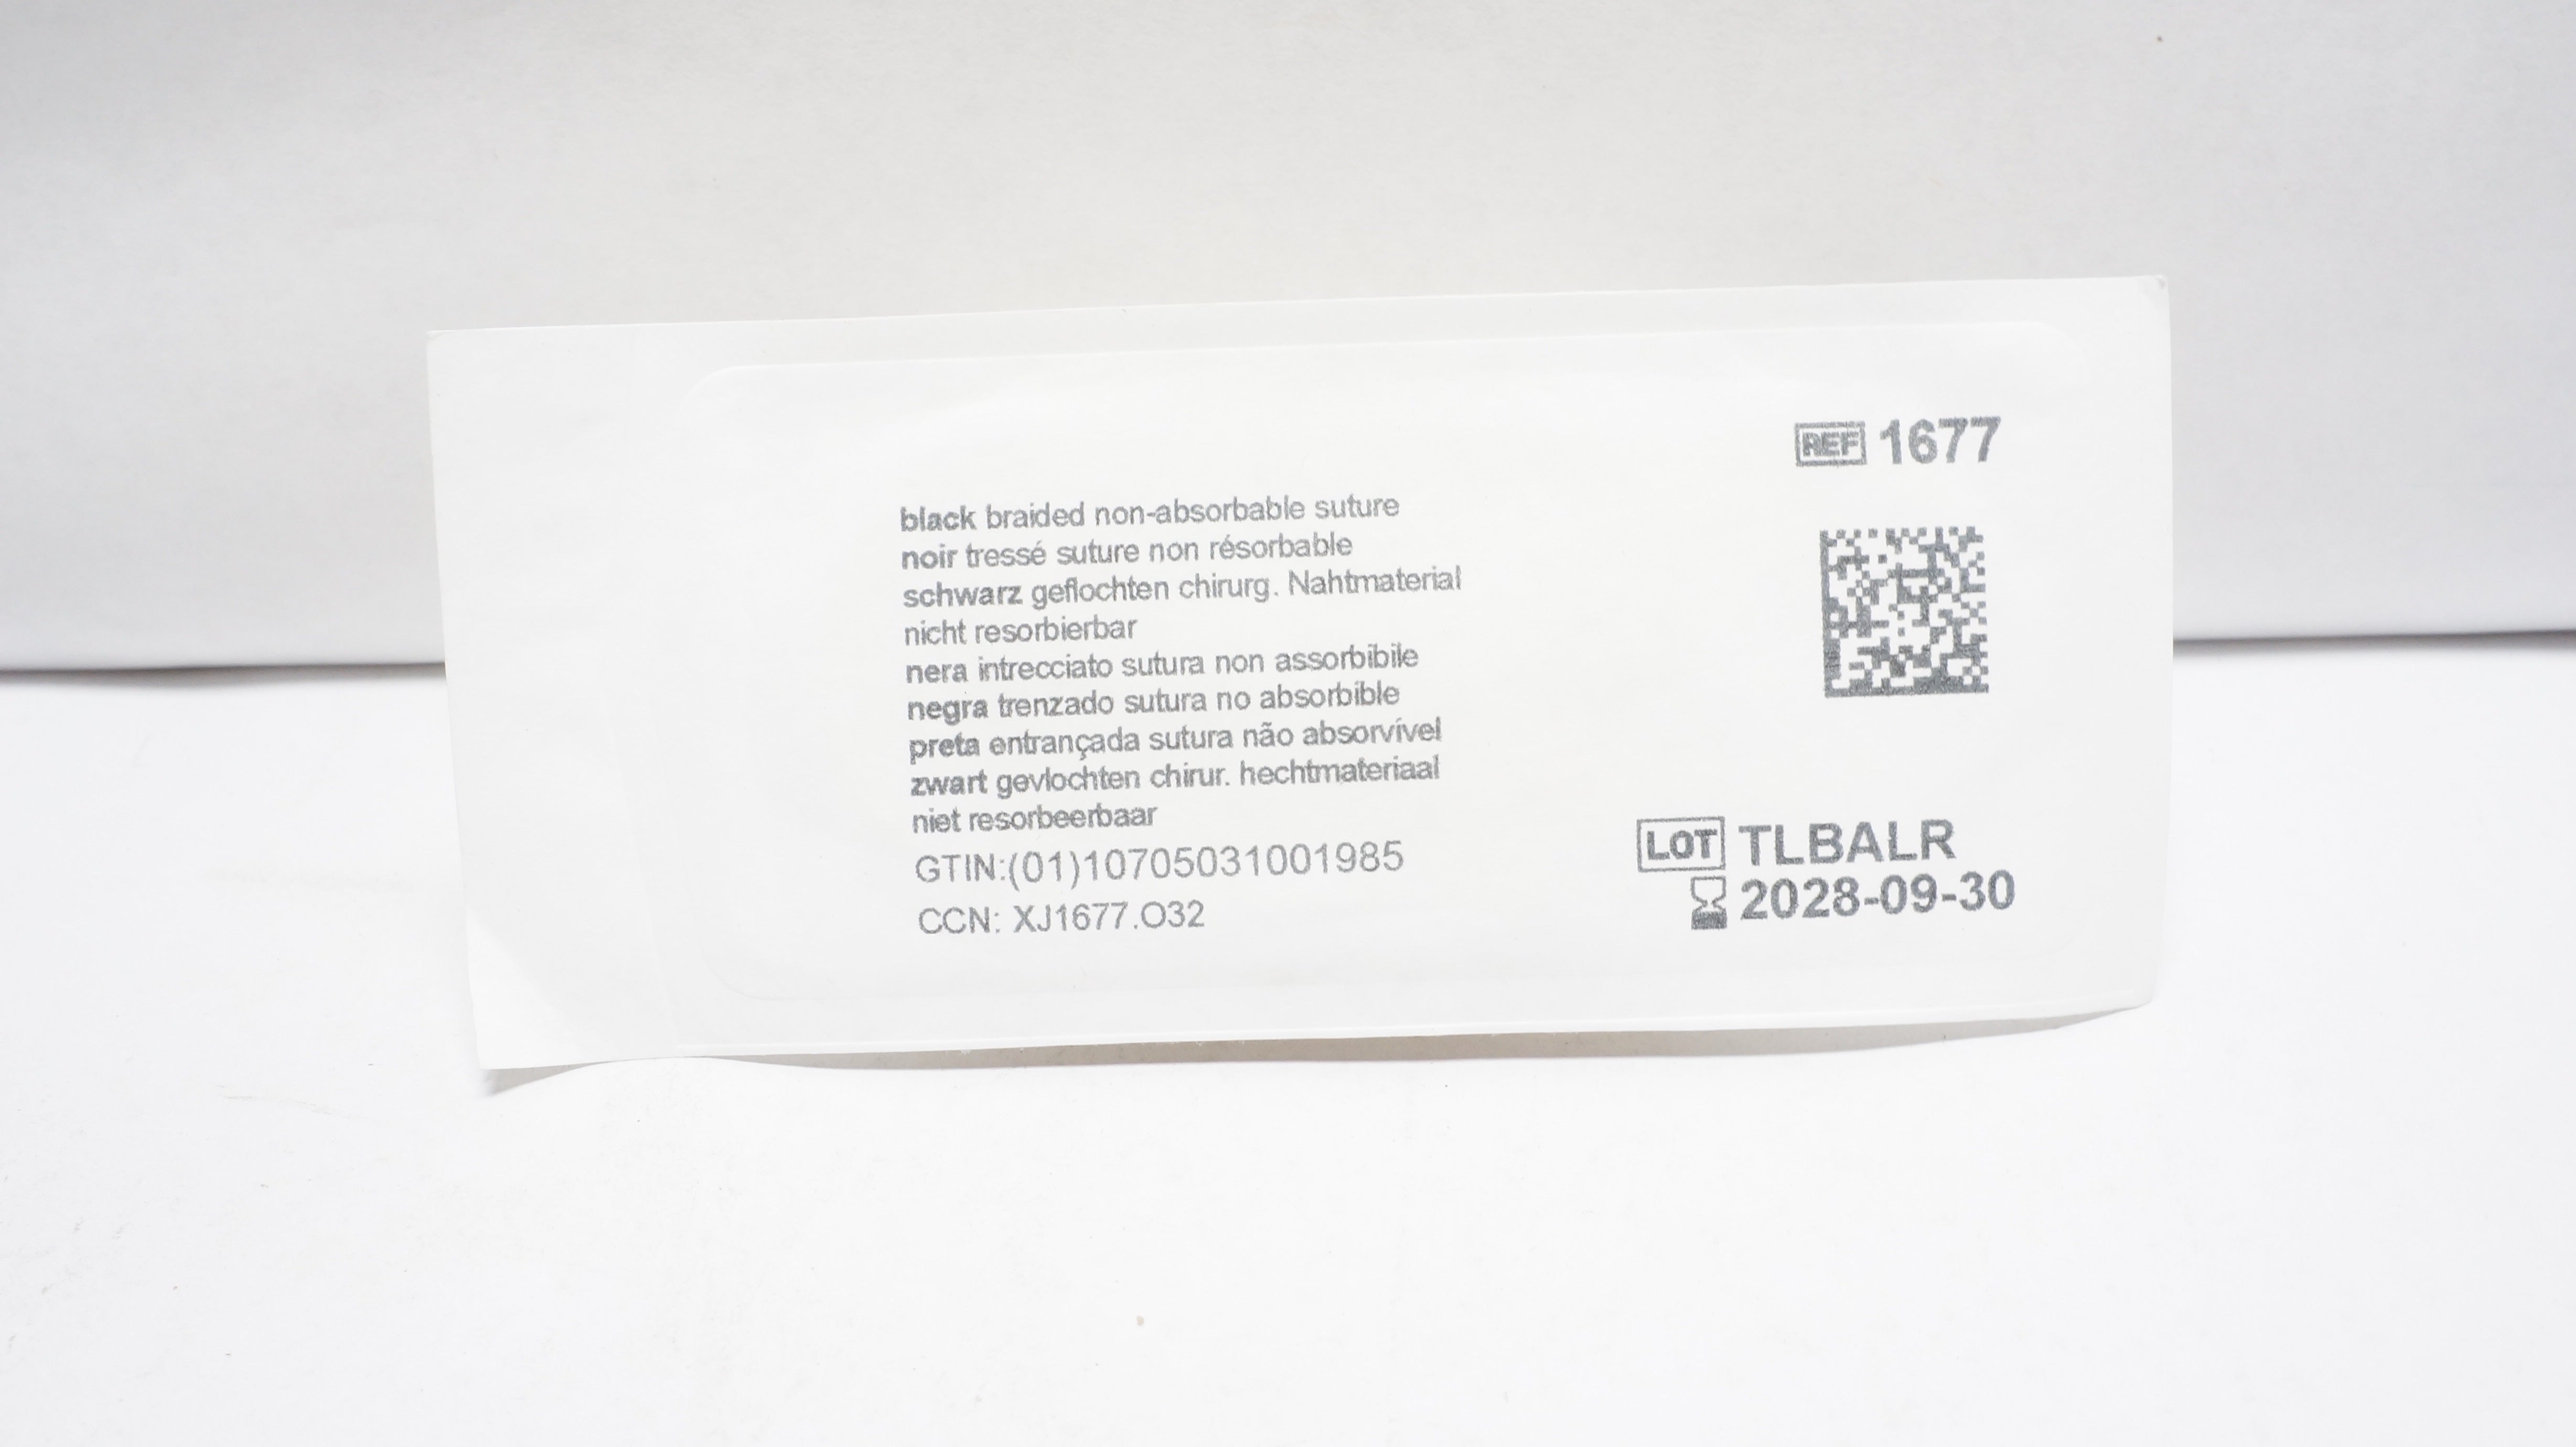 REF 1677
black braided non-absorbable suture
noir tressé suture non résorbable
schwarz geflochten chirurg. Nahtmaterial
nicht resorbierbar
nera intrecciato sutura non assorbibile
negra trenzado sutura no absorbible
preta entrançada sutura não absorvível
zwart gevlochten chirur. hechtmateriaal
niet resorbeerbaar
GTIN:(01)10705031001985
CCN: XJ1677.O32
LOT TLBALR
2028-09-30